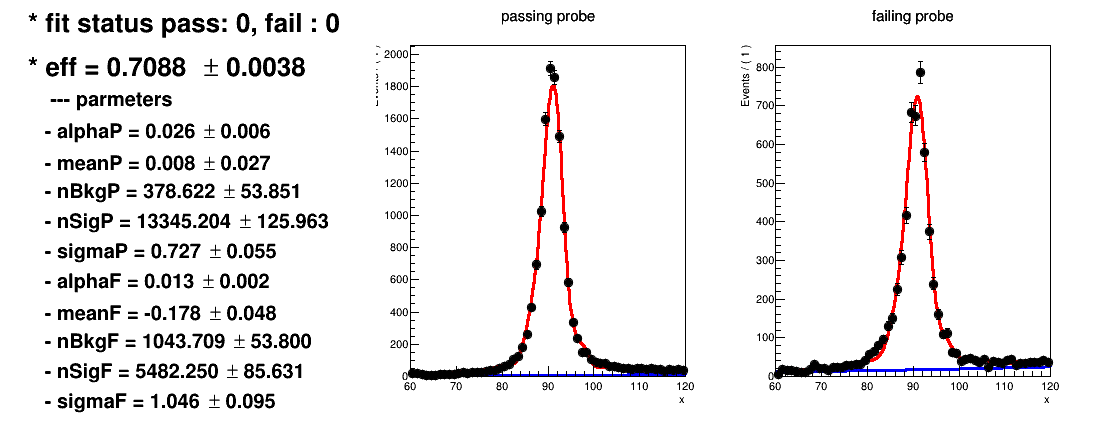 * fit status pass: 0, fail : 0
* eff = 0.7088 ± 0.0038
--- parmeters
- alphaP = 0.026 ± 0.006
- meanP = 0.008 ± 0.027
- nBkgP = 378.622 ± 53.851
- nSigP = 13345.204 ± 125.963
- sigmaP = 0.727 ± 0.055
- alphaF = 0.013 ± 0.002
- meanF = -0.178 ± 0.048
- nBkgF = 1043.709 ± 53.800
- nSigF = 5482.250 ± 85.631
- sigmaF = 1.046 ± 0.095
passing probe
2000
1800
1600
1400
1200
1000
800
600
400
200
0
60 70 80 90 100 110 120
x
failing probe
Events / ( 1 )
800
700
600
500
400
300
200
100
0
60 70 80 90 100 110 120
x